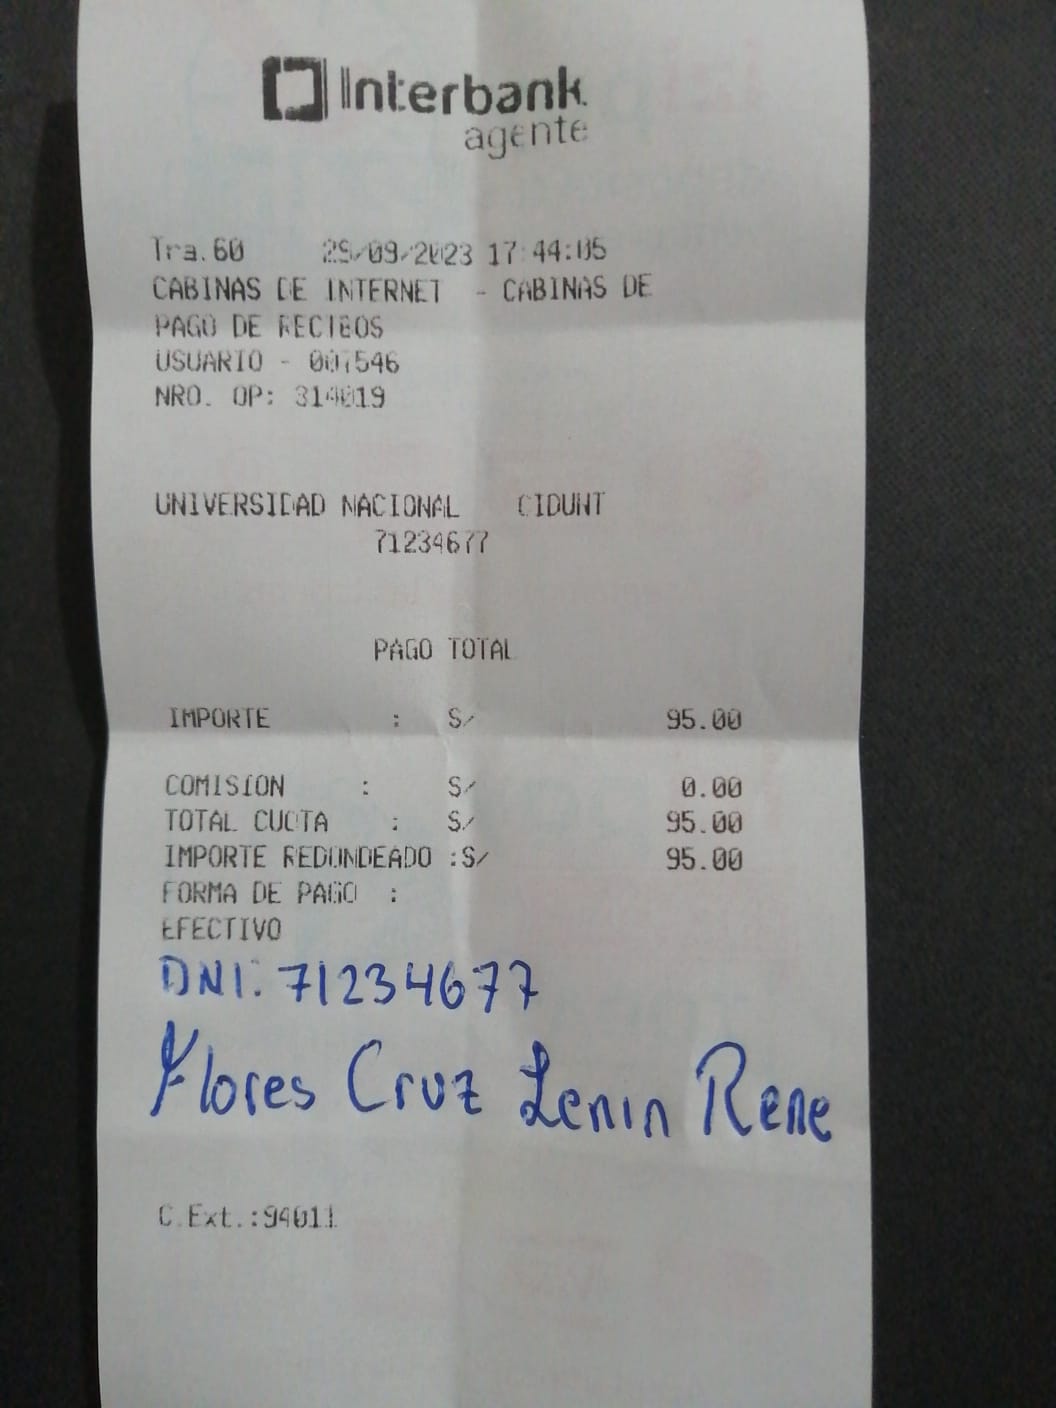 Interbank
agente
Tra.60 29/09/2023 17:44:05
CABINAS DE INTERNET - CABINAS DE
PAGO DE RECIBOS
USUARIO - 007546
NRO. OP: 314019
UNIVERSIDAD NACIONAL CIDUNT
71234677
PAGO TOTAL
IMPORTE : S/ 95.00
COMISION : S/ 0.00
TOTAL CUOTA : S/ 95.00
IMPORTE REDONDEADO :S/ 95.00
FORMA DE PAGO :
EFECTIVO
DNI: 71234677
Flores Cruz Lenin Rene
C.Ext.:94011